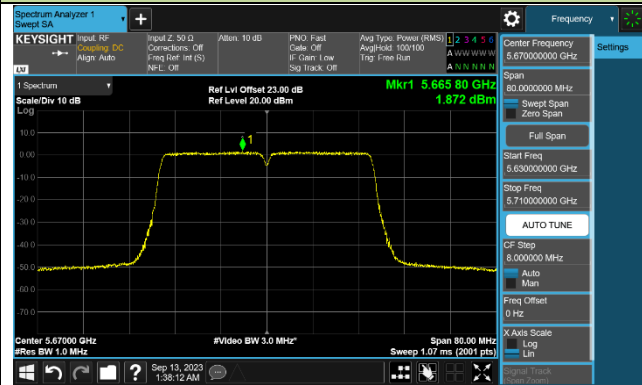 Spectrum Analyzer 1
Swept SA
Frequency
KEYSIGHT
Input: RF
Coupling: DC
Align: Auto
Input Z: 50 Ω
Corrections: Off
Freq Ref: Int (S)
NFE: Off
Atten: 10 dB
PNO: Fast
Gate: Off
IF Gain: Low
Sig Track: Off
Avg Type: Power (RMS)
Avg|Hold: 100/100
Trig: Free Run
1 2 3 4 5 6
A W W W W W
A N N N N N
LXI
1 Spectrum
Scale/Div 10 dB
Log
Ref Lvl Offset 23.00 dB
Ref Level 20.00 dBm
Mkr1 5.665 80 GHz
1.872 dBm
1
10.0
0.00
-10.0
-20.0
-30.0
-40.0
-50.0
-60.0
-70.0
Center 5.67000 GHz
#Res BW 1.0 MHz
#Video BW 3.0 MHz*
Span 80.00 MHz
Sweep 1.07 ms (2001 pts)
Sep 13, 2023
1:38:12 AM
Center Frequency
5.670000000 GHz
Span
80.0000000 MHz
Swept Span
Zero Span
Full Span
Start Freq
5.630000000 GHz
Stop Freq
5.710000000 GHz
AUTO TUNE
CF Step
8.000000 MHz
Auto
Man
Freq Offset
0 Hz
X Axis Scale
Log
Lin
Signal Track
(Span Zoom)
Settings